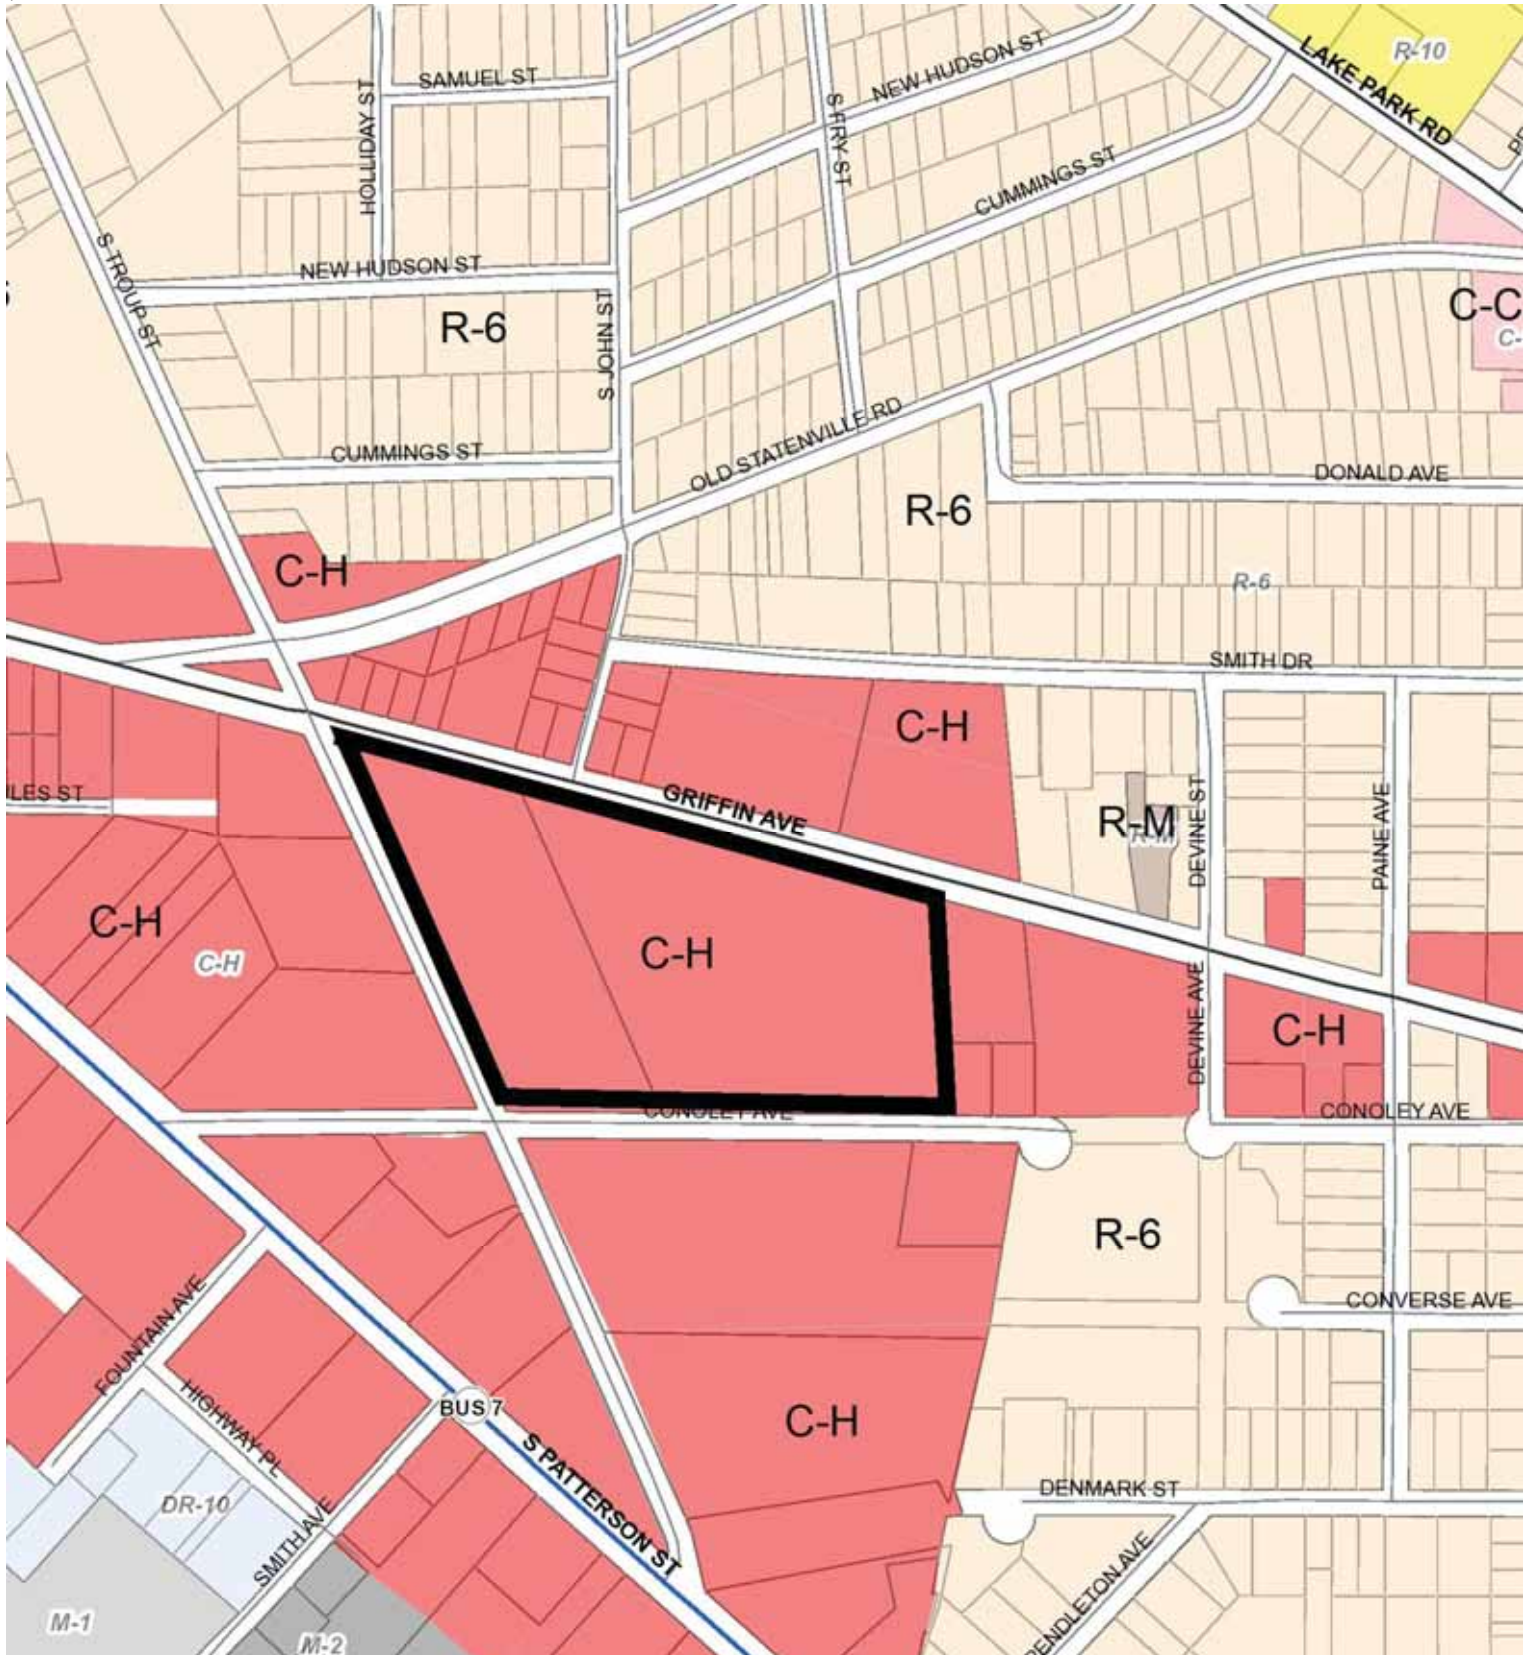 R-10
LAKE PARK RD
NEW HUDSON ST
SAMUEL ST
HOLLIDAY ST
S FRY ST
CUMMINGS ST
S TROUP ST
NEW HUDSON ST
R-6
S JOHN ST
C-C
C-
CUMMINGS ST
OLD STATENVILLE RD
DONALD AVE
R-6
C-H
R-6
SMITH DR
C-H
GRIFFIN AVE
R-M
R-M
DEVINE ST
PAINE AVE
C-H
C-H
C-H
DEVINE AVE
C-H
CONOLEY AVE
CONOLEY AVE
R-6
CONVERSE AVE
FOUNTAIN AVE
HIGHWAY PL
BUS 7
S PATTERSON ST
C-H
DENMARK ST
DR-10
SMITH AVE
M-1
M-2
PENDLETON AVE